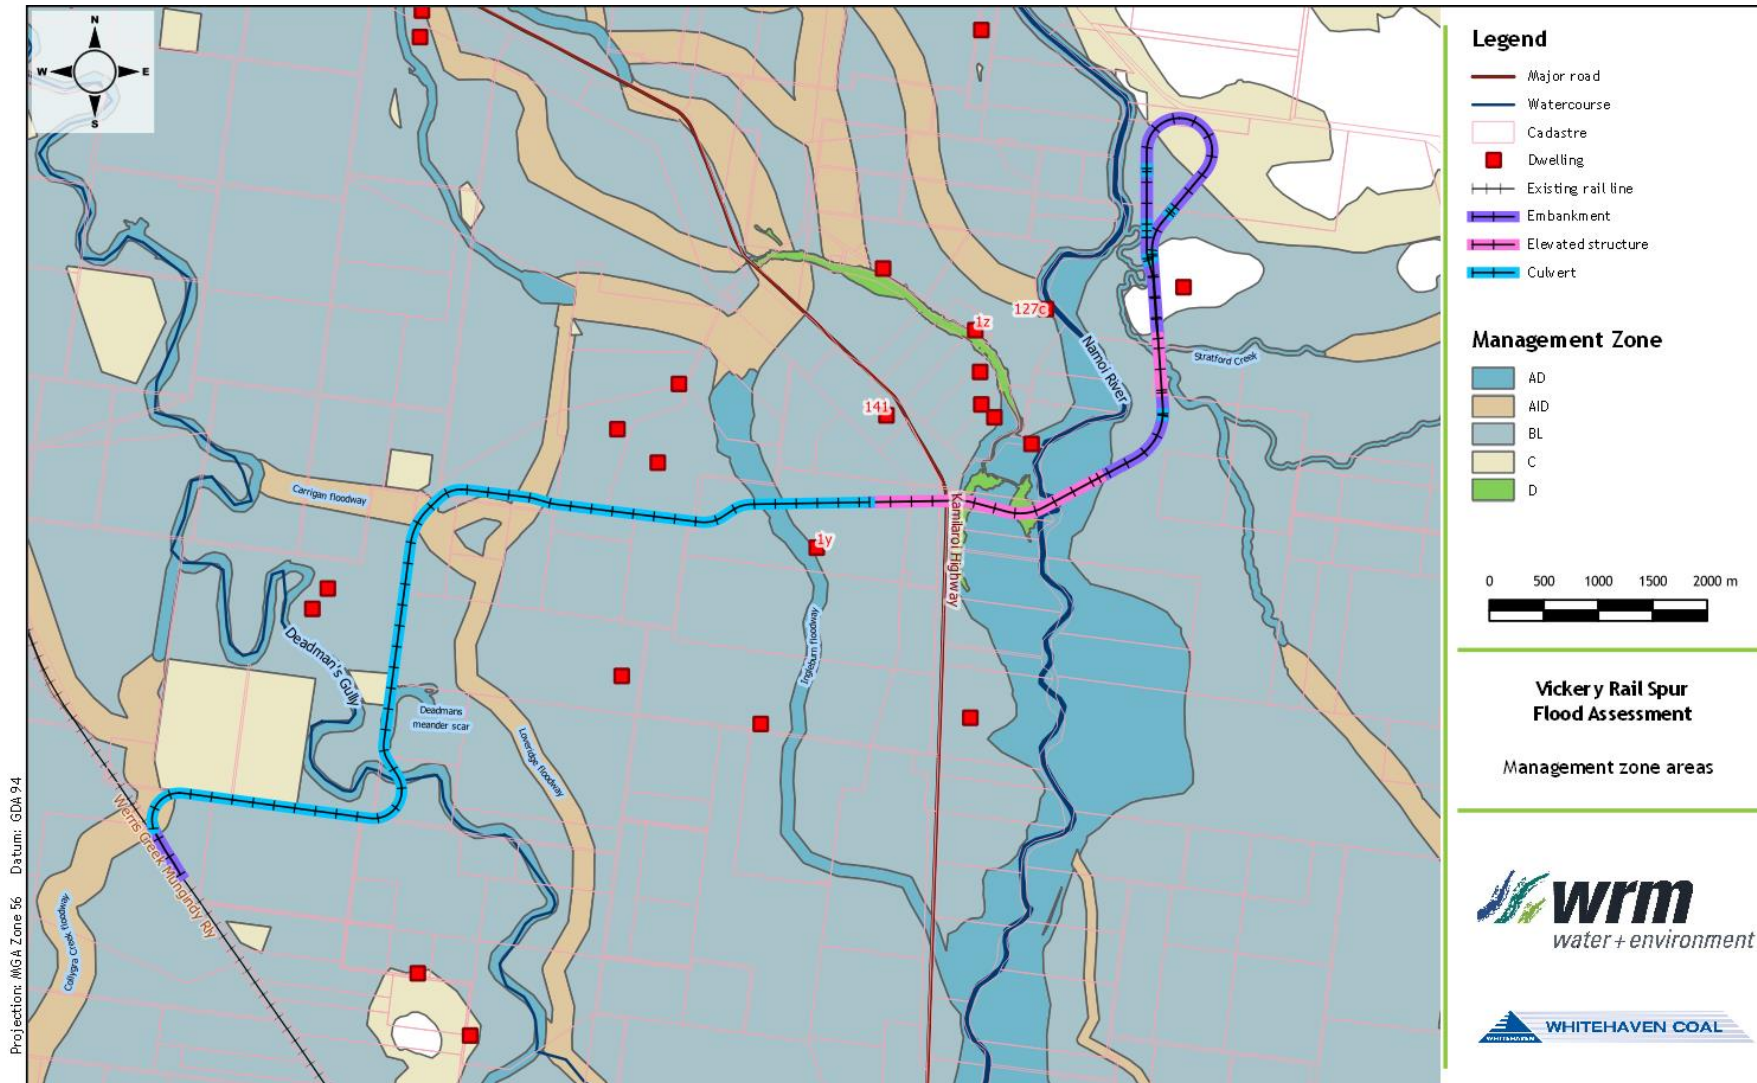 N
W
E
S
127c
1z
Namoi River
Stratford Creek
141
Carrigan floodway
Kamilaroi Highway
1y
Ingleburn floodway
Deadman's Gully
Deadmans
meander scar
Loveridge floodway
Werris Creek Mungindy Rly
Collygra Creek floodway
Projection: MGA Zone 56 Datum: GDA94
Legend
Major road
Watercourse
Cadastre
Dwelling
Existing rail line
Embankment
Elevated structure
Culvert
Management Zone
AD
AID
BL
C
D
0 500 1000 1500 2000 m
Vickery Rail Spur
Flood Assessment
Management zone areas
wrm
water + environment
WHITEHAVEN
WHITEHAVEN COAL